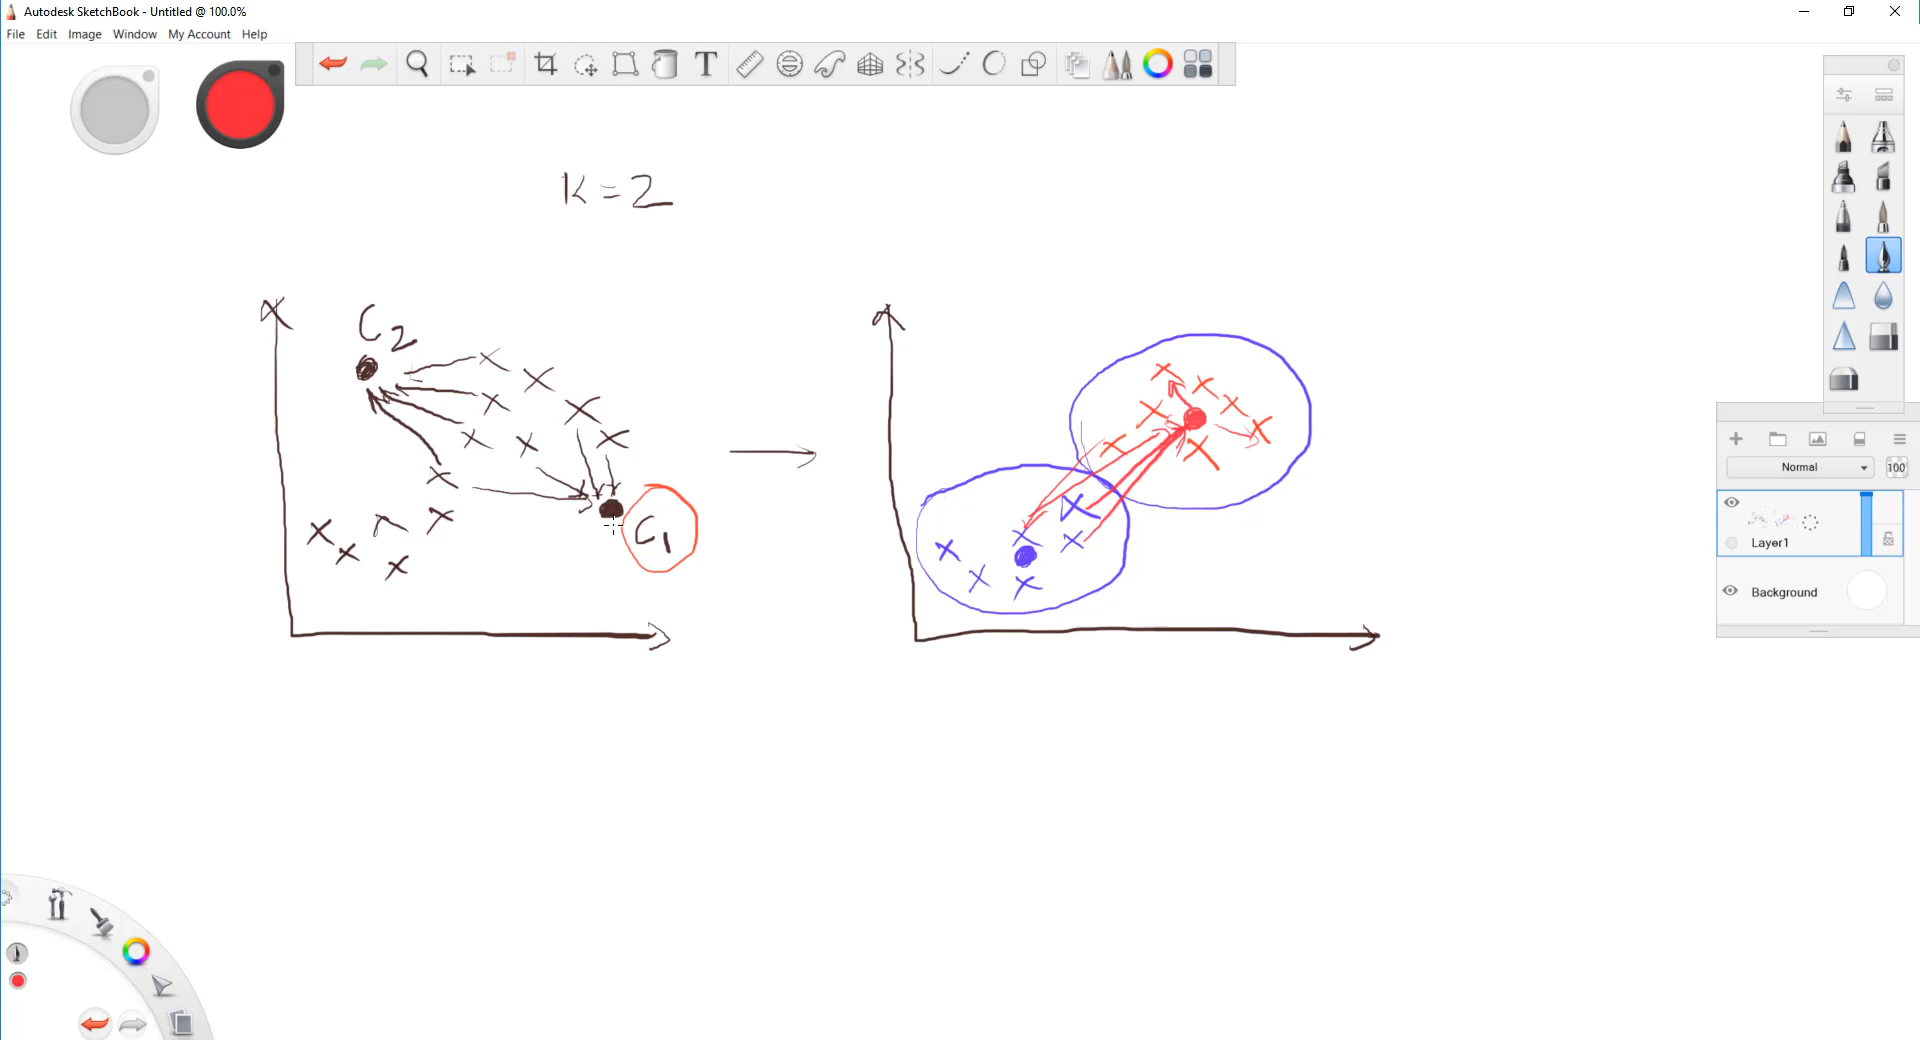 Autodesk SketchBook - Untitled @ 100.0%
File Edit Image Window My Account Help
K=2
C2
C1
Normal
100
Layer1
Background